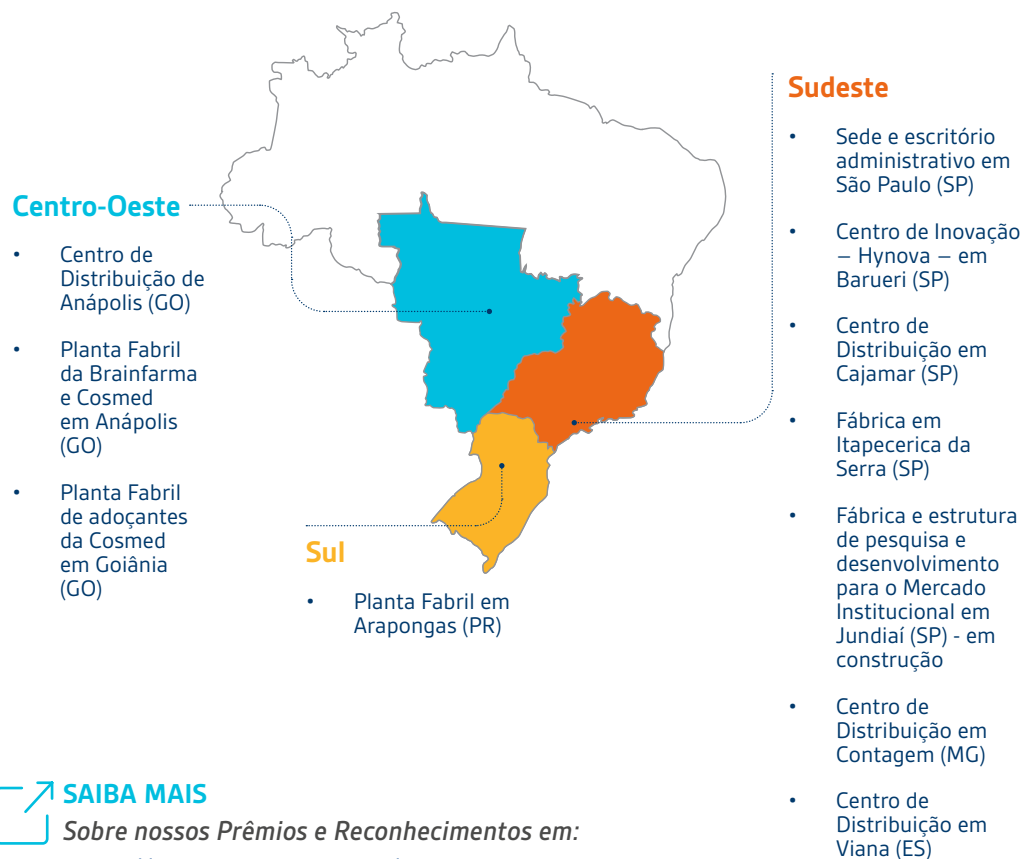 Centro-Oeste
• Centro de
Distribuição de
Anápolis (GO)
• Planta Fabril
da Brainfarma
e Cosmed
em Anápolis
(GO)
• Planta Fabril
de adoçantes
da Cosmed
em Goiânia
(GO)
Sul
• Planta Fabril em
Arapongas (PR)
Sudeste
• Sede e escritório
administrativo em
São Paulo (SP)
• Centro de Inovação
– Hynova – em
Barueri (SP)
• Centro de
Distribuição em
Cajamar (SP)
• Fábrica em
Itapecerica da
Serra (SP)
• Fábrica e estrutura
de pesquisa e
desenvolvimento
para o Mercado
Institucional em
Jundiaí (SP) - em
construção
• Centro de
Distribuição em
Contagem (MG)
• Centro de
Distribuição em
Viana (ES)
SAIBA MAIS
Sobre nossos Prêmios e Reconhecimentos em: